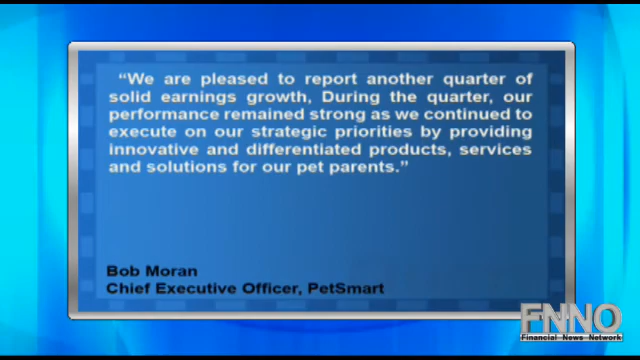 “We are pleased to report another quarter of
solid earnings growth, During the quarter, our
performance remained strong as we continued to
execute on our strategic priorities by providing
innovative and differentiated products, services
and solutions for our pet parents.”
Bob Moran
Chief Executive Officer, PetSmart
FNNO
Financial News Network